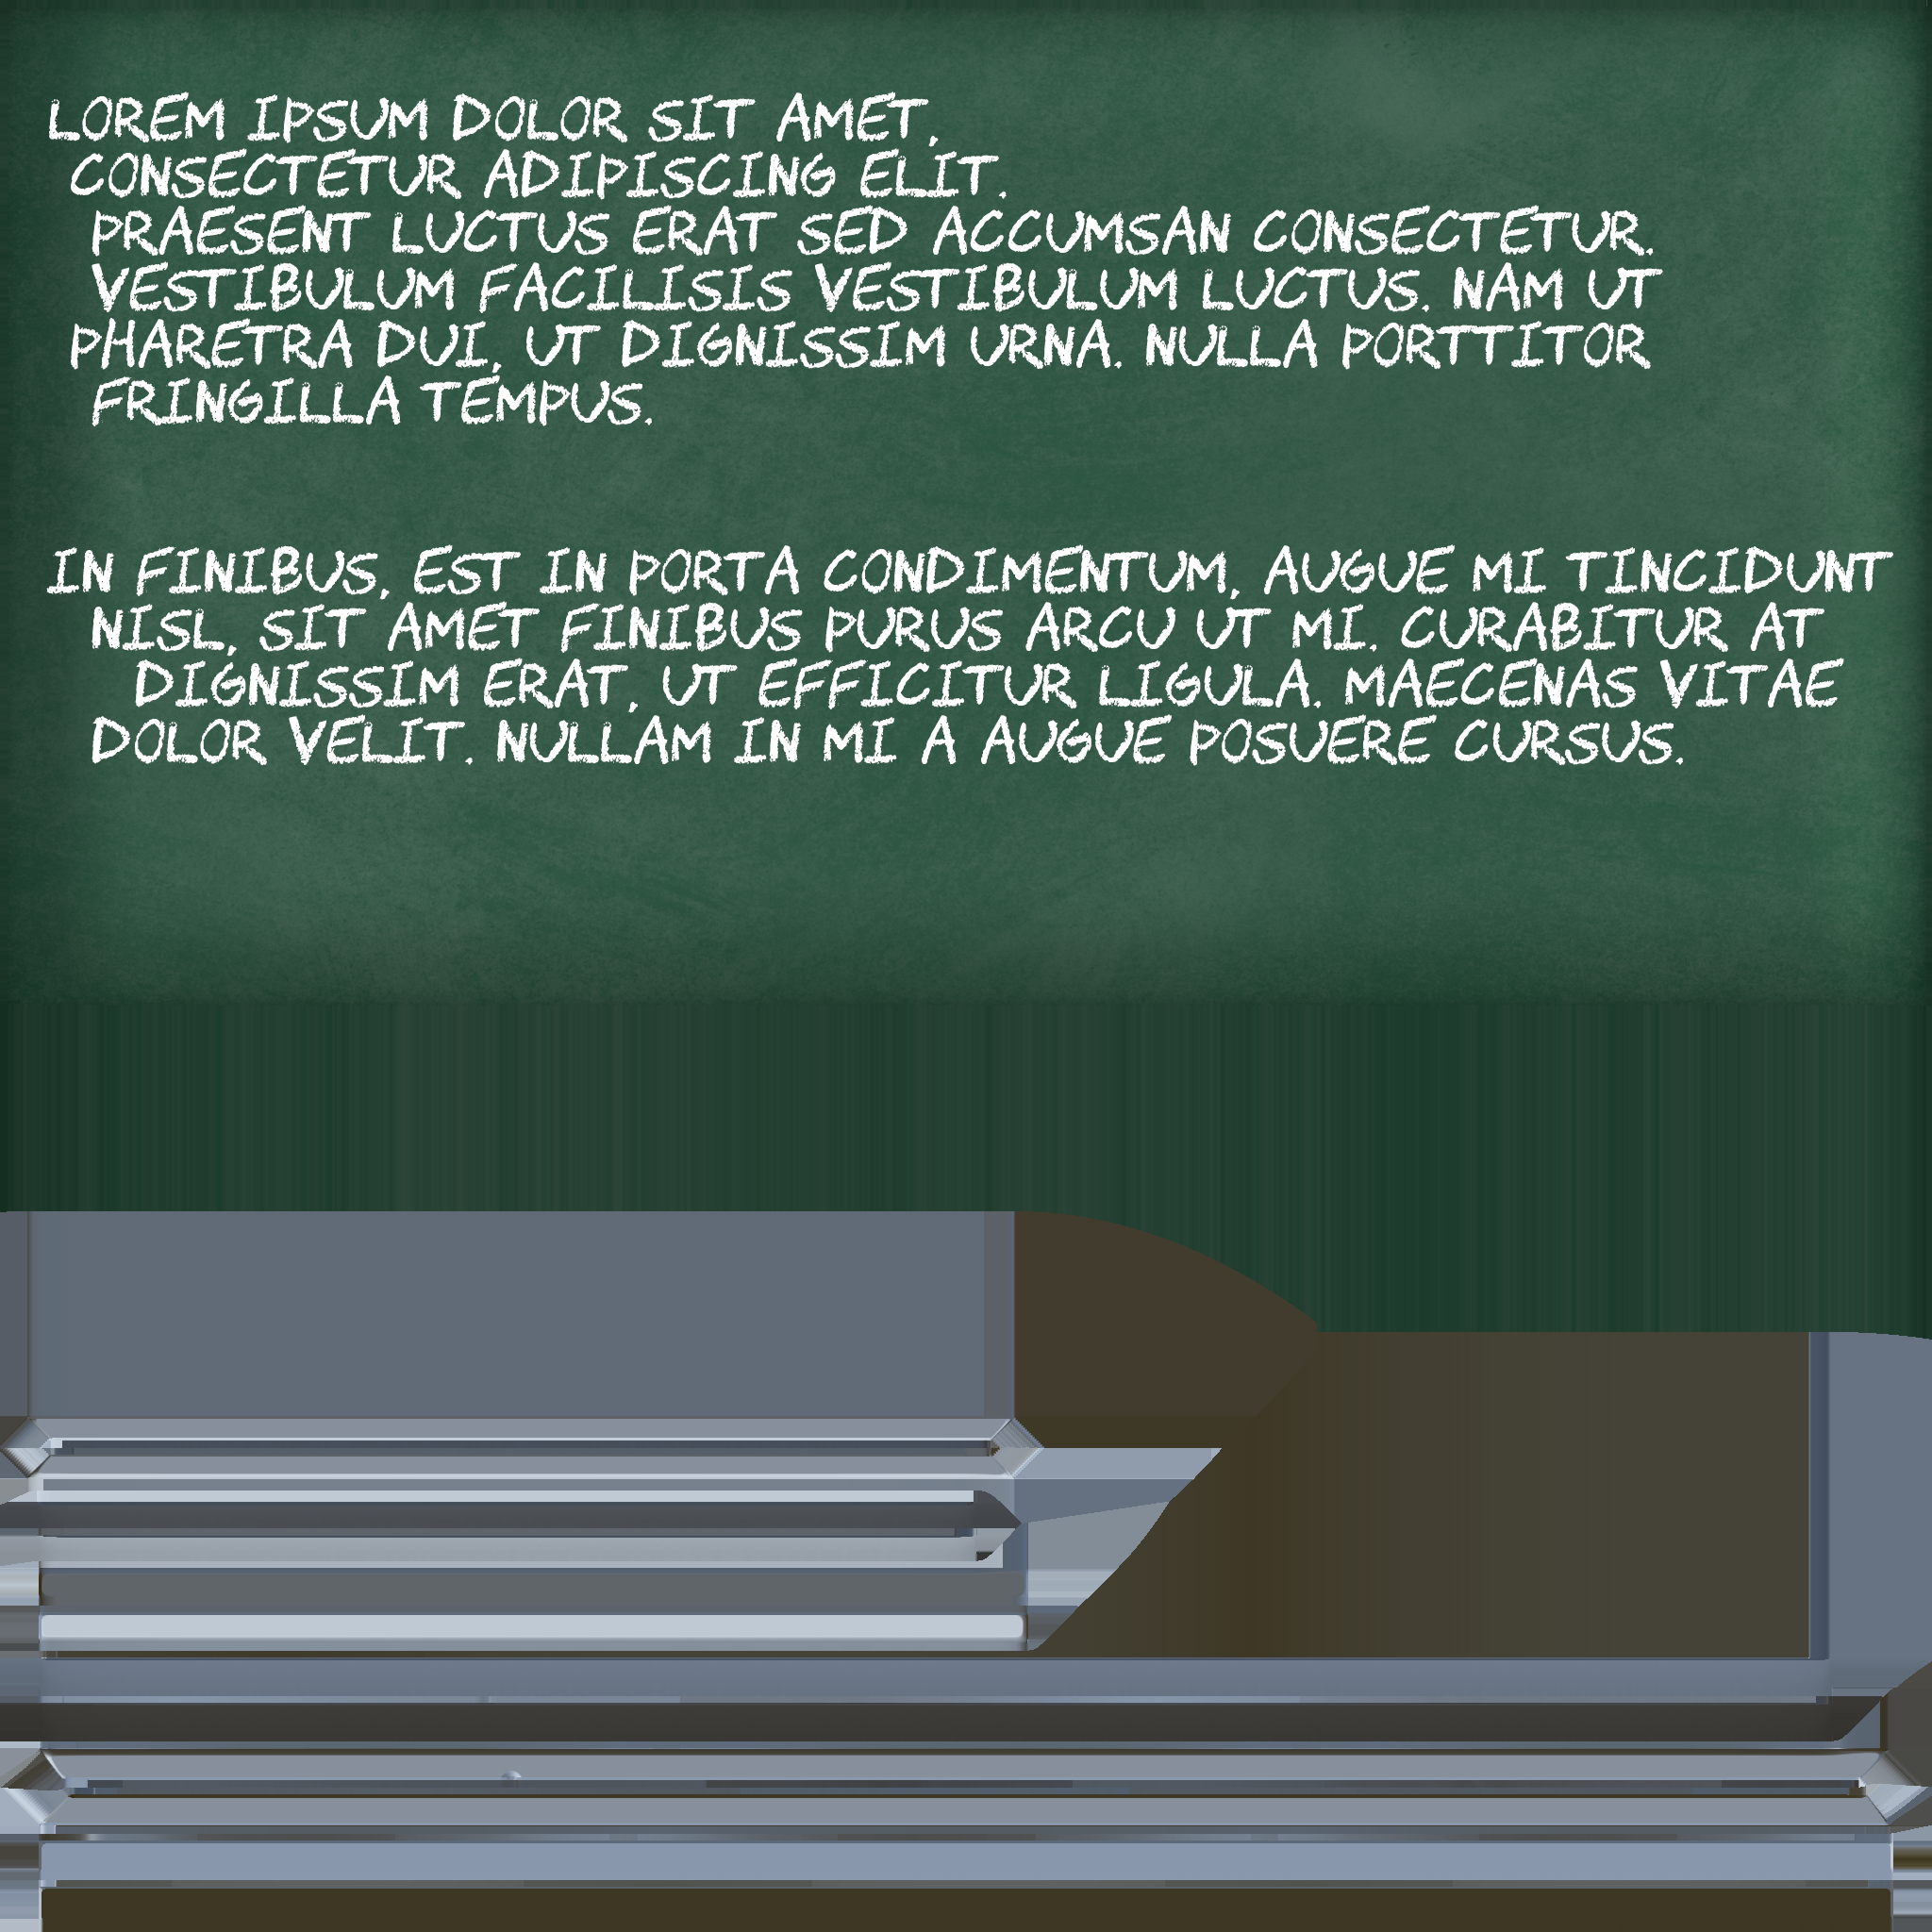 LOREM IPSUM DOLOR SIT AMET,
CONSECTETUR ADIPISCING ELIT.
PRAESENT LUCTUS ERAT SED ACCUMSAN CONSECTETUR.
VESTIBULUM FACILISIS VESTIBULUM LUCTUS. NAM UT
PHARETRA DUI, UT DIGNISSIM URNA. NULLA PORTTITOR
FRINGILLA TEMPUS.
IN FINIBUS, EST IN PORTA CONDIMENTUM, AUGUE MI TINCIDUNT
NISL, SIT AMET FINIBUS PURUS ARCU UT MI. CURABITUR AT
DIGNISSIM ERAT, UT EFFICITUR LIGULA. MAECENAS VITAE
DOLOR VELIT. NULLAM IN MI A AUGUE POSUERE CURSUS.